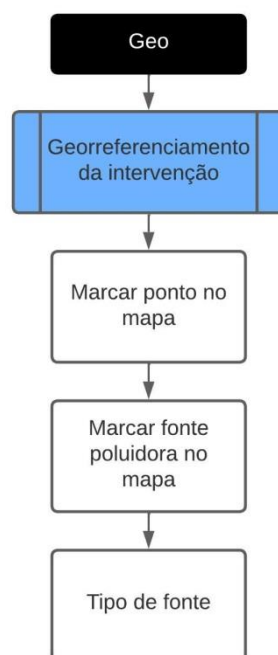 Geo
Georreferenciamento
da intervenção
Marcar ponto no
mapa
Marcar fonte
poluidora no
mapa
Tipo de fonte